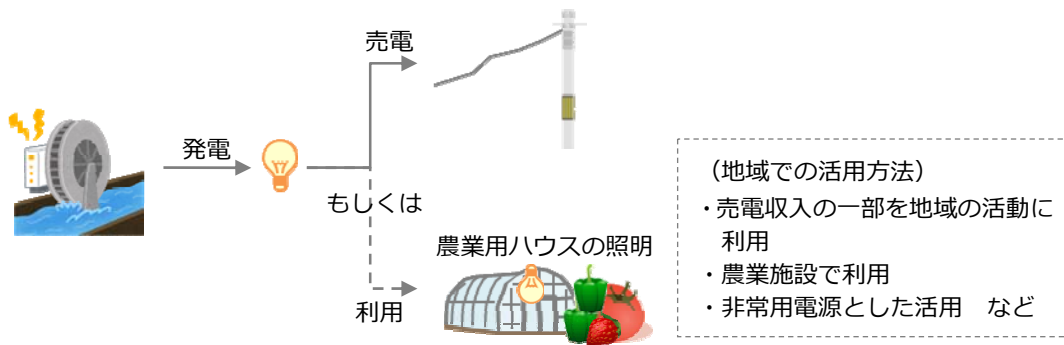 売電
発電
もしくは
農業用ハウスの照明
利用
（地域での活用方法）
・売電収入の一部を地域の活動に
利用
・農業施設で利用
・非常用電源とした活用　など